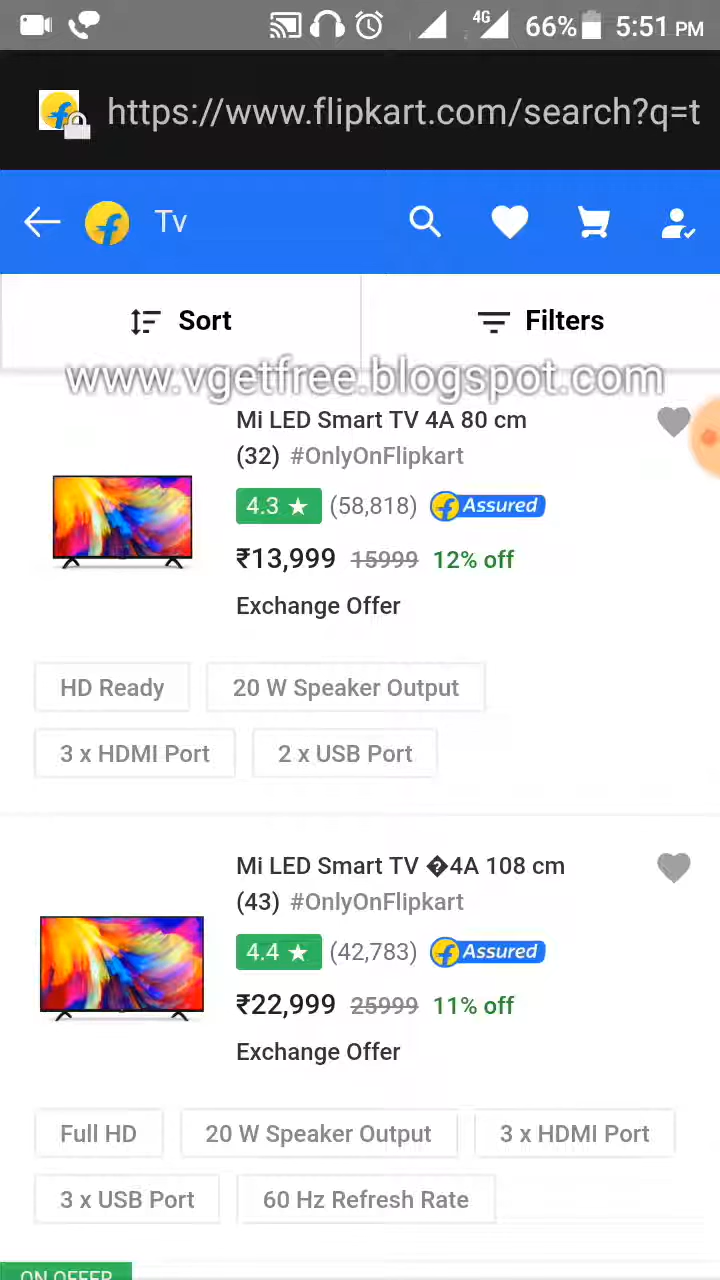 4G 66% 5:51 PM
https://www.flipkart.com/search?q=t
Tv
Sort Filters
www.vgetfree.blogspot.com
Mi LED Smart TV 4A 80 cm
(32) #OnlyOnFlipkart
4.3 ★ (58,818) Assured
₹13,999 15999 12% off
Exchange Offer
HD Ready 20 W Speaker Output
3 x HDMI Port 2 x USB Port
Mi LED Smart TV �4A 108 cm
(43) #OnlyOnFlipkart
4.4 ★ (42,783) Assured
₹22,999 25999 11% off
Exchange Offer
Full HD 20 W Speaker Output 3 x HDMI Port
3 x USB Port 60 Hz Refresh Rate
ON OFFER